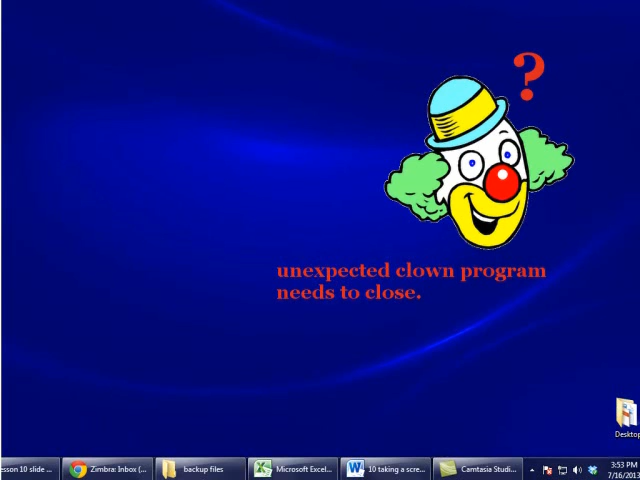 ?
unexpected clown program
needs to close.
Desktop
esson 10 slide ...
Zimbra: Inbox (...
backup files
Microsoft Excel...
10 taking a scre...
Camtasia Studi...
3:53 PM
7/16/2013